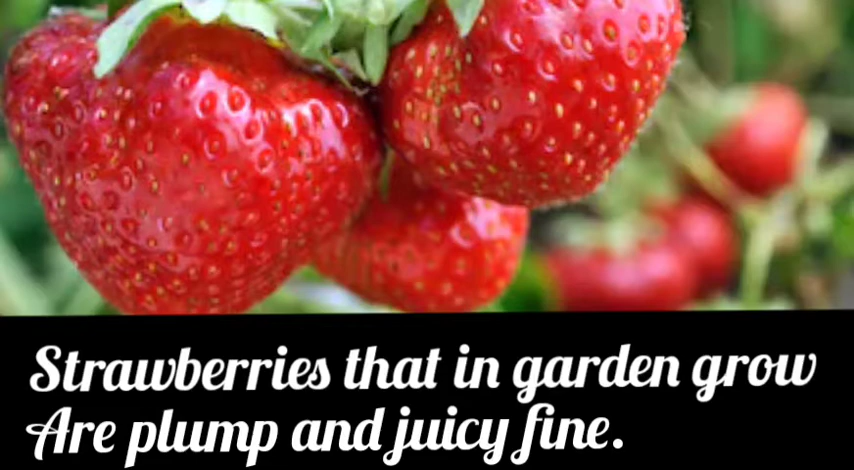 Strawberries that in garden grow
Are plump and juicy fine.